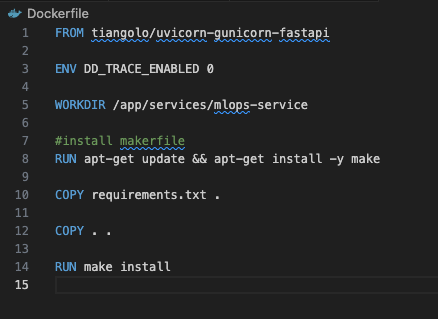 Dockerfile
1 FROM tiangolo/uvicorn-gunicorn-fastapi
2
3 ENV DD_TRACE_ENABLED 0
4
5 WORKDIR /app/services/mlops-service
6
7 #install makerfile
8 RUN apt-get update && apt-get install -y make
9
10 COPY requirements.txt .
11
12 COPY . .
13
14 RUN make install
15